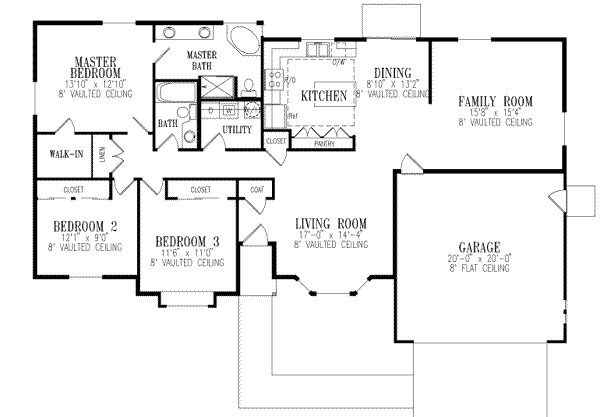 MASTER
BEDROOM
13'10" x 12'10"
8' VAULTED CEILING
MASTER
BATH
BATH
UTILITY
D
W
R/O
Ref
D/W
KITCHEN
PANTRY
CLOSET
DINING
8'10" x 13'2"
8' VAULTED CEILING
FAMILY ROOM
15'8" x 15'4"
8' VAULTED CEILING
WALK-IN
LINEN
CLOSET
BEDROOM 2
12'1" x 9'0"
8' VAULTED CEILING
CLOSET
BEDROOM 3
11'6" x 11'0"
8' VAULTED CEILING
COAT
LIVING ROOM
17'-0" x 14'-4"
8' VAULTED CEILING
GARAGE
20'-0" x 20'-0"
8' FLAT CEILING